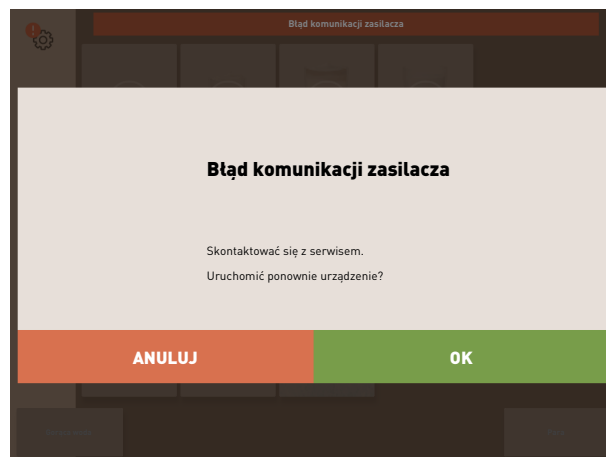 Błąd komunikacji zasilacza
Błąd komunikacji zasilacza
Skontaktować się z serwisem.
Uruchomić ponownie urządzenie?
ANULUJ
OK